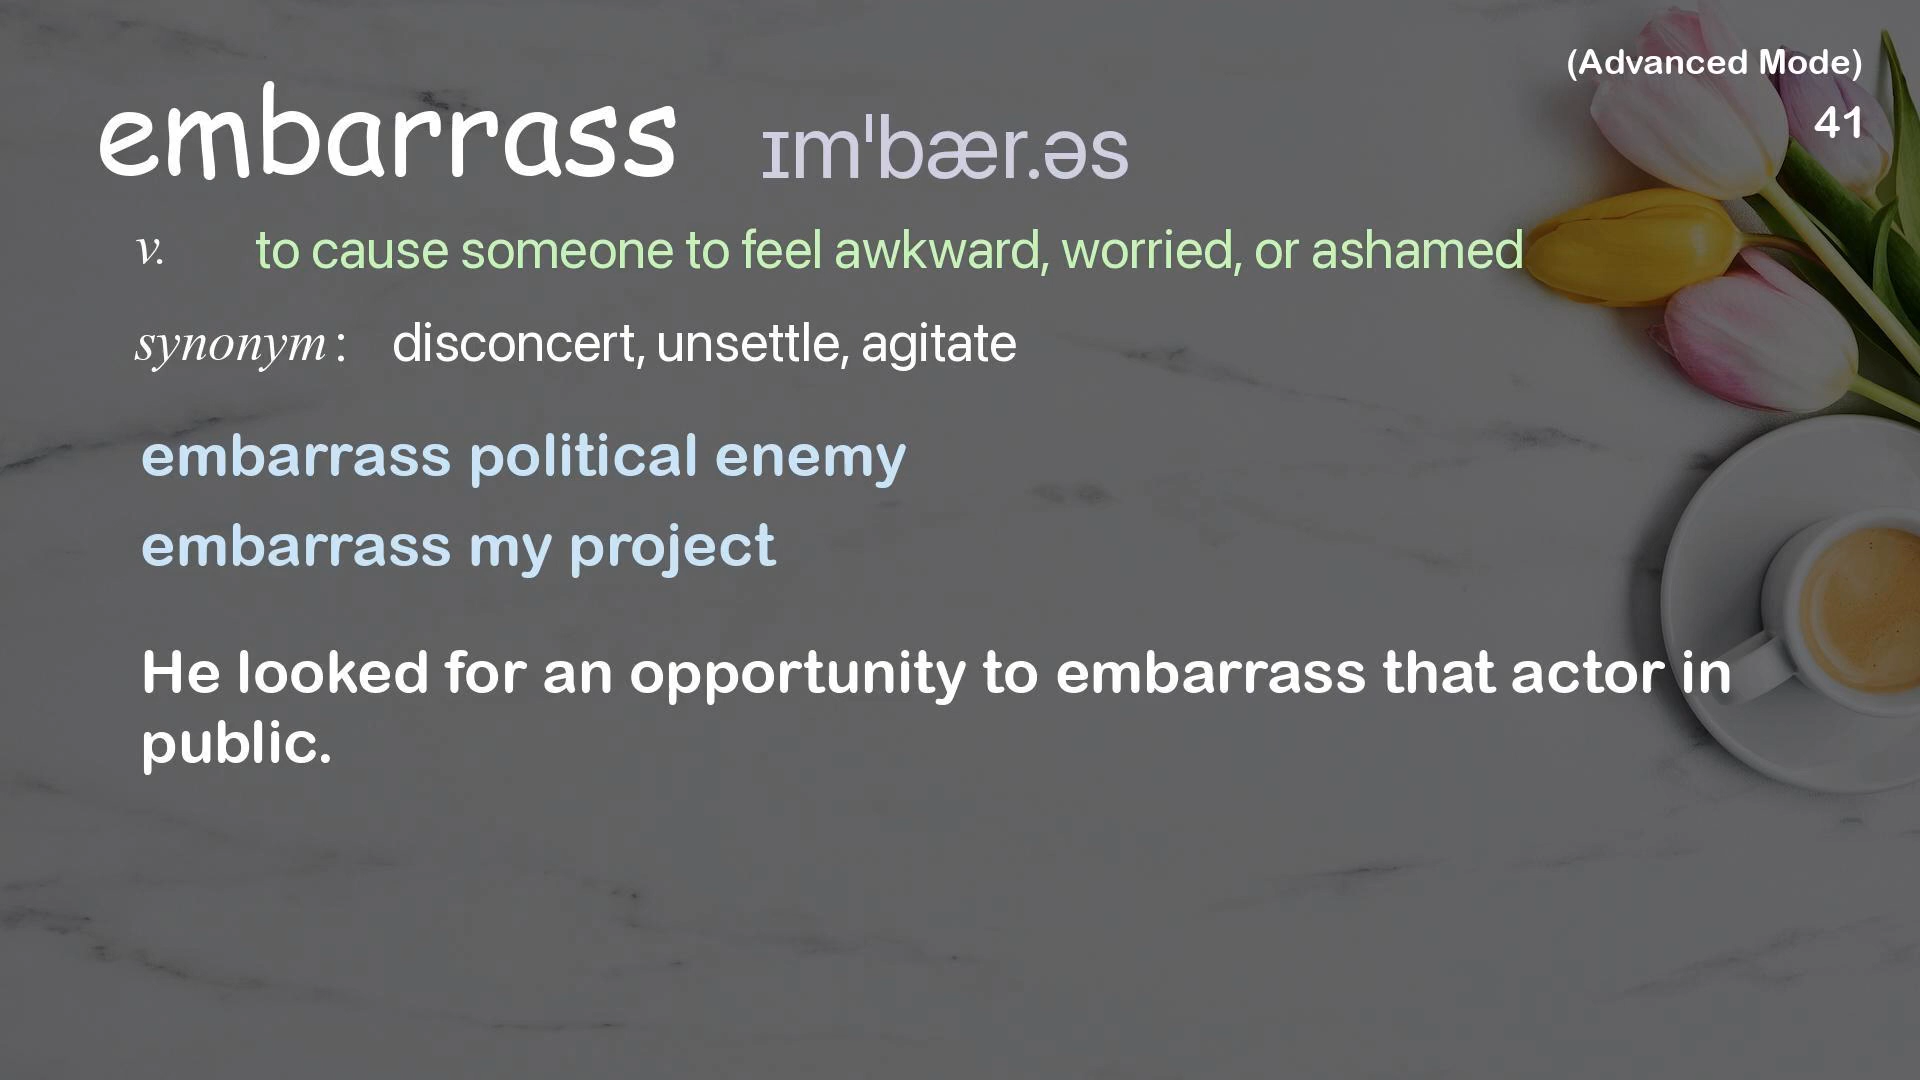 (Advanced Mode)
41
embarrass ɪmˈbær.əs
v. to cause someone to feel awkward, worried, or ashamed
synonym : disconcert, unsettle, agitate
embarrass political enemy
embarrass my project
He looked for an opportunity to embarrass that actor in
public.